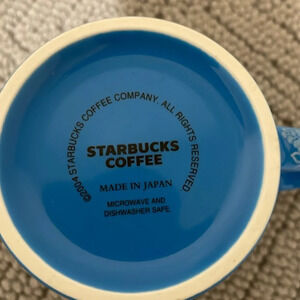 ©2004 STARBUCKS COFFEE COMPANY. ALL RIGHTS RESERVED
STARBUCKS
COFFEE
MADE IN JAPAN
MICROWAVE AND
DISHWASHER SAFE.